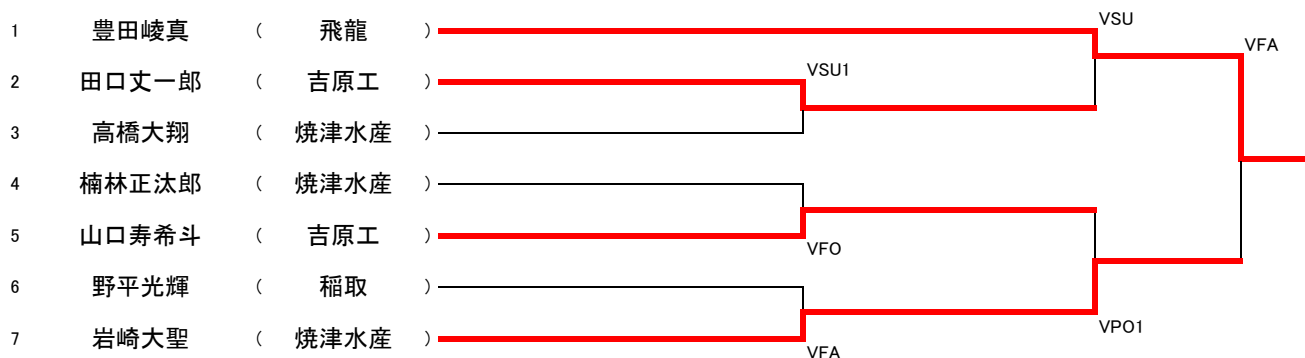 VSU
1 豊田崚真 ( 飛龍 )
VFA
2 田口丈一郎 ( 吉原工 )
VSU1
3 高橋大翔 ( 焼津水産 )
4 楠林正汰郎 ( 焼津水産 )
5 山口寿希斗 ( 吉原工 )
VFO
6 野平光輝 ( 稲取 )
VPO1
7 岩崎大聖 ( 焼津水産 )
VFA